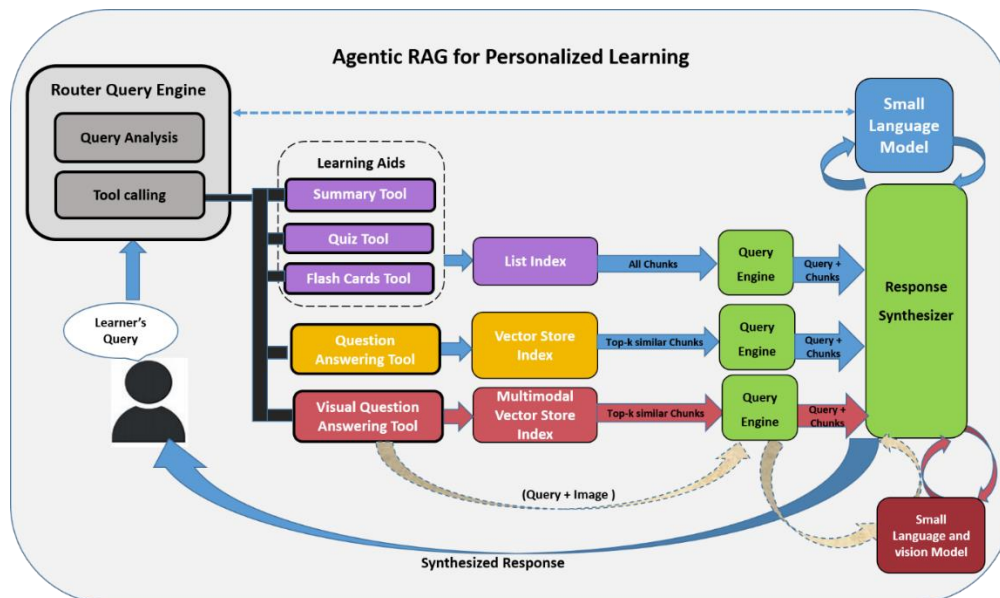 Agentic RAG for Personalized Learning
Router Query Engine
Query Analysis
Tool calling
Learner's
Query
Learning Aids
Summary Tool
Quiz Tool
Flash Cards Tool
List Index
All Chunks
Query
Engine
Query +
Chunks
Question
Answering Tool
Vector Store
Index
Top-k similar Chunks
Query
Engine
Query +
Chunks
Visual Question
Answering Tool
Multimodal
Vector Store
Index
Top-k similar Chunks
Query
Engine
Query +
Chunks
Small
Language
Model
Response
Synthesizer
(Query + Image )
Small
Language and
vision Model
Synthesized Response